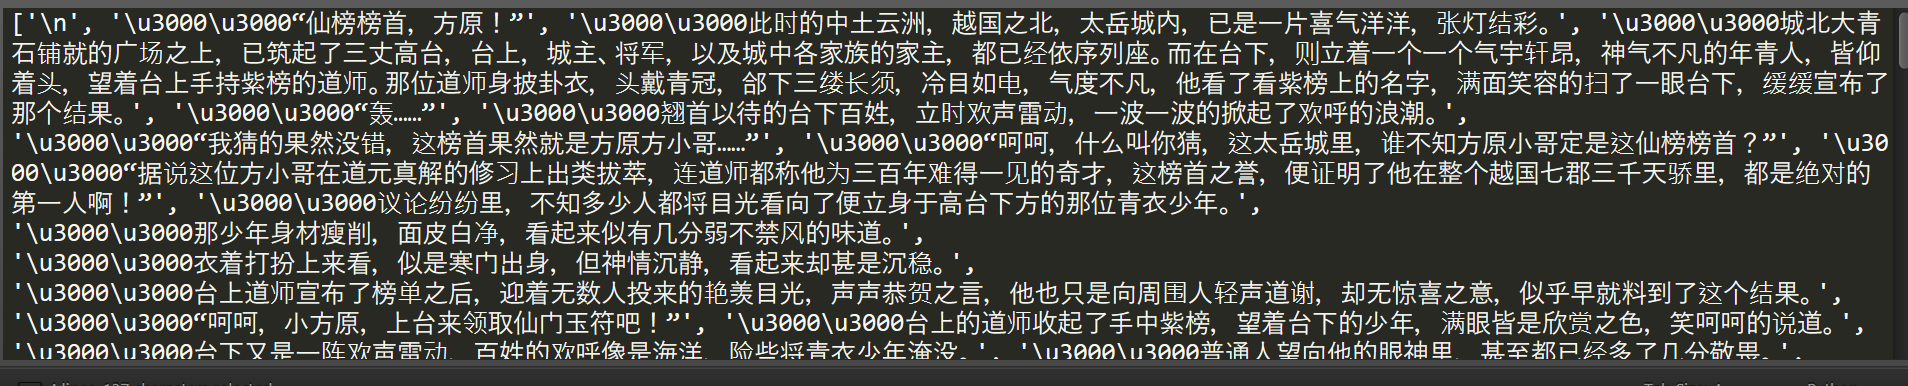 ['\n', '\u3000\u3000“仙榜榜首，方原！”', '\u3000\u3000此时的中土云洲，越国之北，太岳城内，已是一片喜气洋洋，张灯结彩。', '\u3000\u3000城北大青
石铺就的广场之上，已筑起了三丈高台，台上，城主、将军，以及城中各家族的家主，都已经依序列座。而在台下，则立着一个一个气宇轩昂，神气不凡的年青人，皆仰
着头，望着台上手持紫榜的道师。那位道师身披卦衣，头戴青冠，郃下三缕长须，冷目如电，气度不凡，他看了看紫榜上的名字，满面笑容的扫了一眼台下，缓缓宣布了
那个结果。', '\u3000\u3000“轰……”', '\u3000\u3000翘首以待的台下百姓，立时欢声雷动，一波一波的掀起了欢呼的浪潮。',
'\u3000\u3000“我猜的果然没错，这榜首果然就是方原方小哥……”', '\u3000\u3000“呵呵，什么叫你猜，这太岳城里，谁不知方原小哥定是这仙榜榜首？”', '\u30
00\u3000“据说这位方小哥在道元真解的修习上出类拔萃，连道师都称他为三百年难得一见的奇才，这榜首之誉，便证明了他在整个越国七郡三千天骄里，都是绝对的
第一人啊！”', '\u3000\u3000议论纷纷里，不知多少人都将目光看向了便立身于高台下方的那位青衣少年。',
'\u3000\u3000那少年身材瘦削，面皮白净，看起来似有几分弱不禁风的味道。',
'\u3000\u3000衣着打扮上来看，似是寒门出身，但神情沉静，看起来却甚是沉稳。',
'\u3000\u3000台上道师宣布了榜单之后，迎着无数人投来的艳羡目光，声声恭贺之言，他也只是向周围人轻声道谢，却无惊喜之意，似乎早就料到了这个结果。',
'\u3000\u3000“呵呵，小方原，上台来领取仙门玉符吧！”', '\u3000\u3000台上的道师收起了手中紫榜，望着台下的少年，满眼皆是欣赏之色，笑呵呵的说道。',
'\u3000\u3000台下又是一阵欢声雷动，百姓的欢呼像是海洋，险些将青衣少年淹没。', '\u3000\u3000普通人望向他的眼神里，甚至都已经多了几分敬畏。',